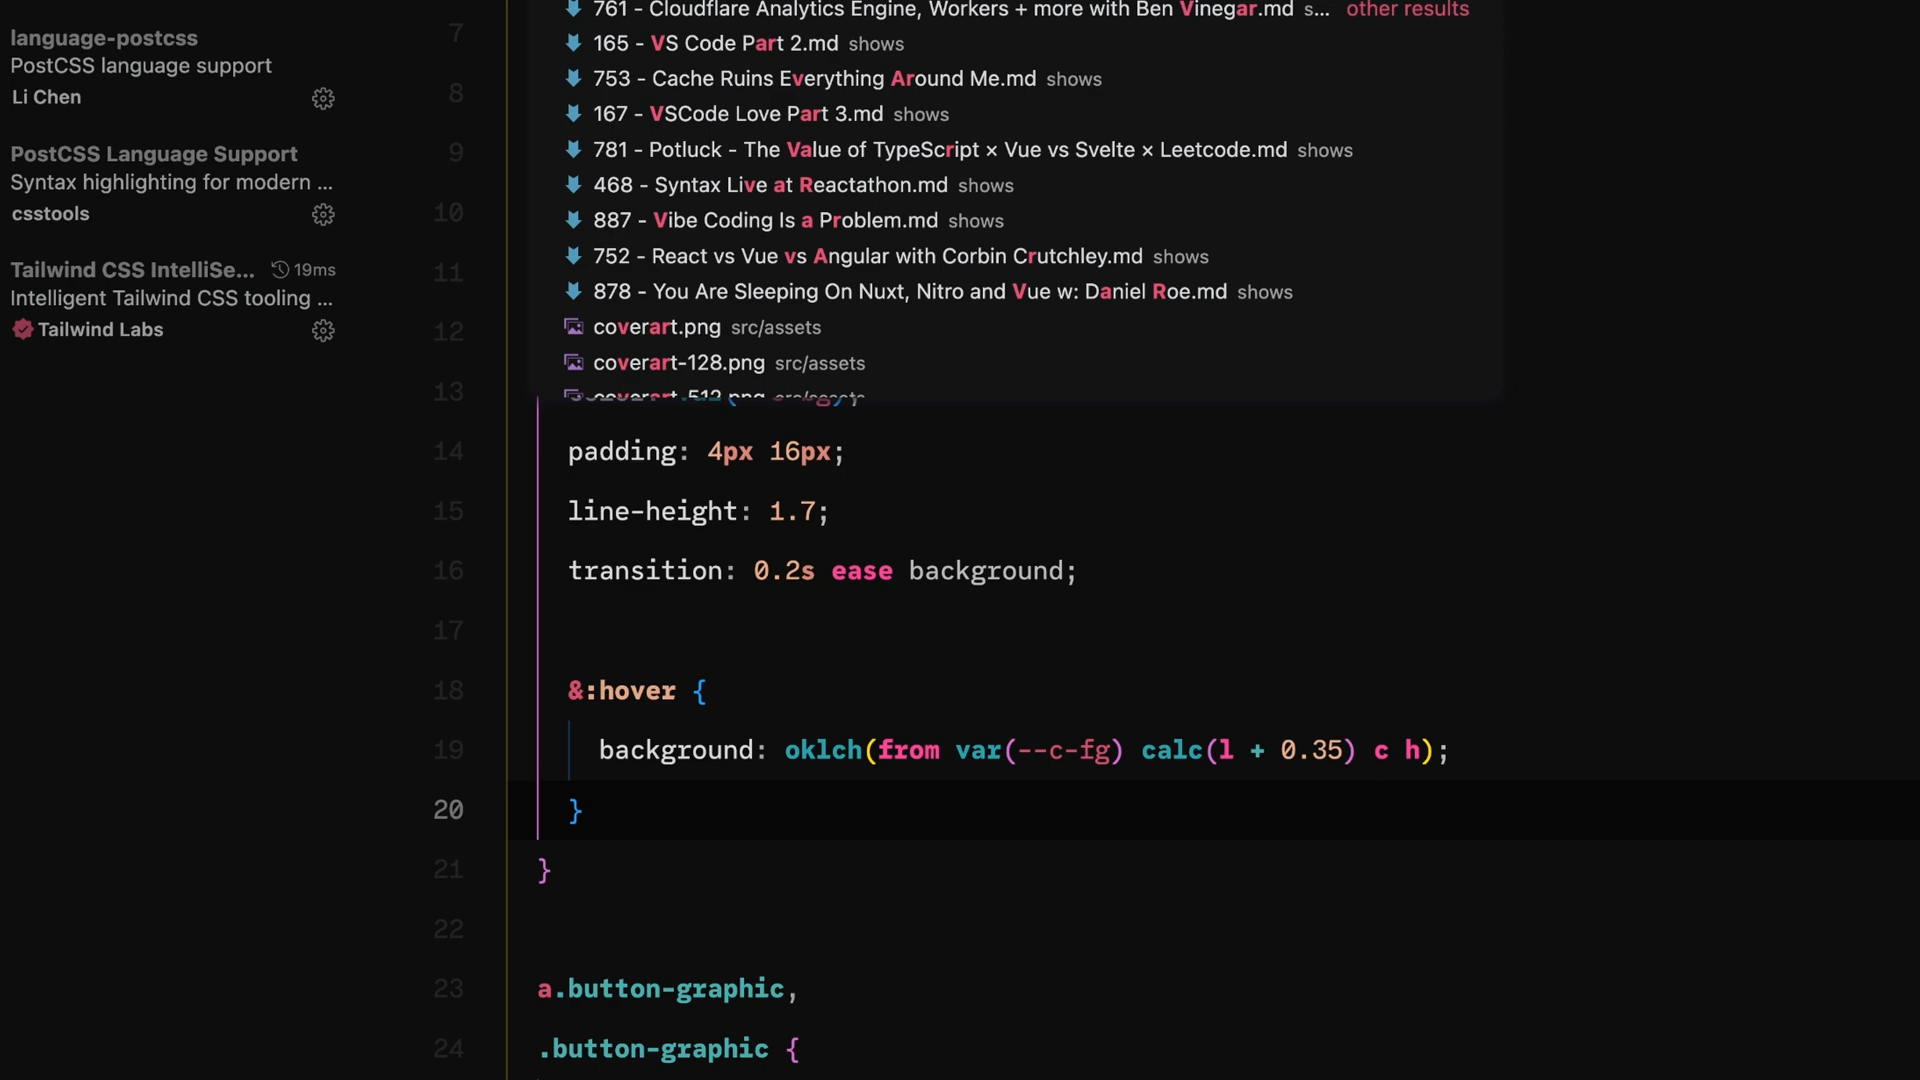 language-postcss
PostCSS language support
Li Chen
PostCSS Language Support
Syntax highlighting for modern ...
csstools
Tailwind CSS IntelliSe... 19ms
Intelligent Tailwind CSS tooling ...
Tailwind Labs
761 - Cloudflare Analytics Engine, Workers + more with Ben Vinegar.md s... other results
165 - VS Code Part 2.md shows
753 - Cache Ruins Everything Around Me.md shows
167 - VSCode Love Part 3.md shows
781 - Potluck - The Value of TypeScript × Vue vs Svelte × Leetcode.md shows
468 - Syntax Live at Reactathon.md shows
887 - Vibe Coding Is a Problem.md shows
752 - React vs Vue vs Angular with Corbin Crutchley.md shows
878 - You Are Sleeping On Nuxt, Nitro and Vue w: Daniel Roe.md shows
coverart.png src/assets
coverart-128.png src/assets
coverart-512.png src/assets
7
8
9
10
11
12
13
14 padding: 4px 16px;
15 line-height: 1.7;
16 transition: 0.2s ease background;
17
18 &:hover {
19 background: oklch(from var(--c-fg) calc(l + 0.35) c h);
20 }
21 }
22
23 a.button-graphic,
24 .button-graphic {